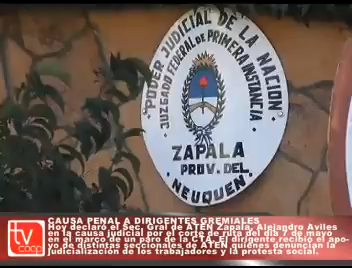 "PODER JUDICIAL DE LA NACION
JUZGADO FEDERAL DE PRIMERA INSTANCIA·
ZAPALA
PROV. DEL
NEUQUEN
tv
coop
CAUSA PENAL A DIRIGENTES GREMIALES
Hoy declaró el Sec. Gral de ATEN Zapala, Alejandro Aviles
en la causa judicial por el corte de ruta del día 7 de mayo
en el marco de un paro de la CTA. El dirigente recibió el apo-
yo de distintas seccionales de ATEN quienes denuncian la
judicialización de los trabajadores y la protesta social.